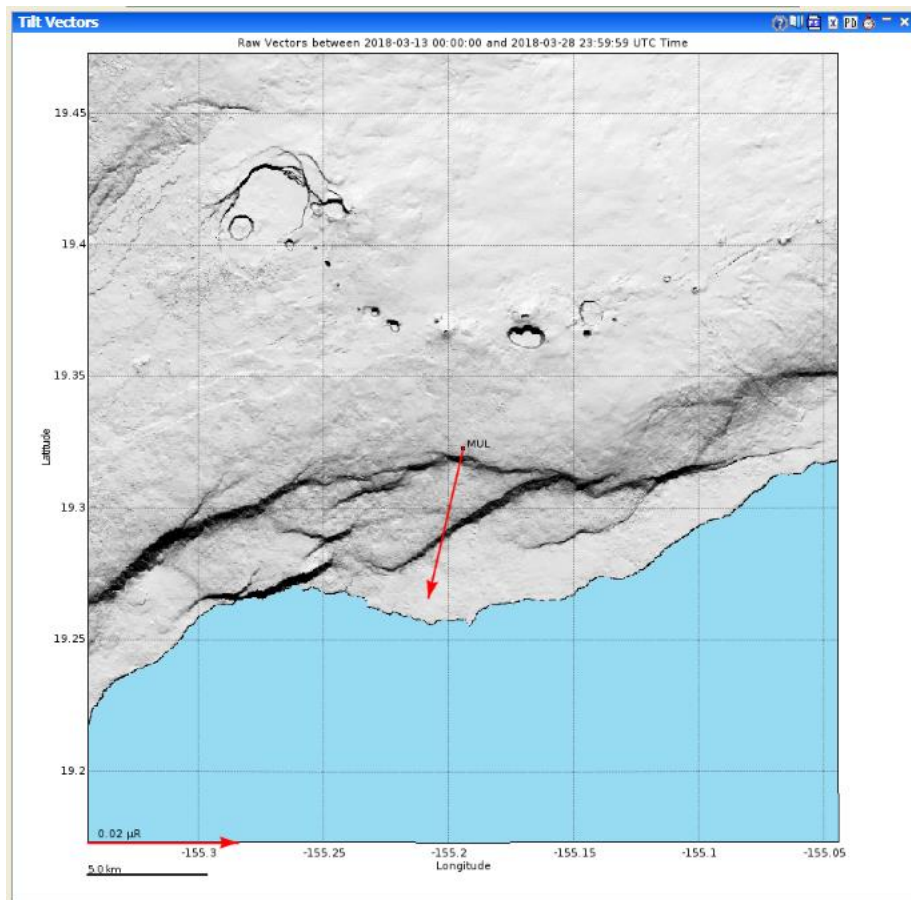 Tilt Vectors
Raw Vectors between 2018-03-13 00:00:00 and 2018-03-28 23:59:59 UTC Time
19.45
19.4
19.35
Latitude
MUL
19.3
19.25
19.2
0.02 μR
-155.3
-155.25
-155.2
-155.15
-155.1
-155.05
Longitude
5.0 km